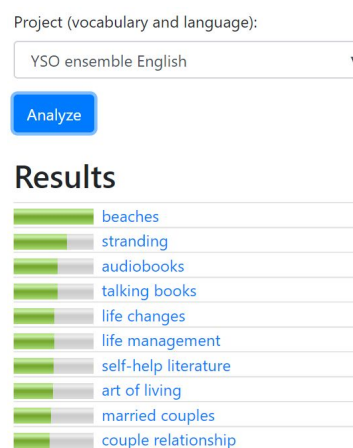 Project (vocabulary and language):
YSO ensemble English
Analyze
Results
beaches
stranding
audiobooks
talking books
life changes
life management
self-help literature
art of living
married couples
couple relationship